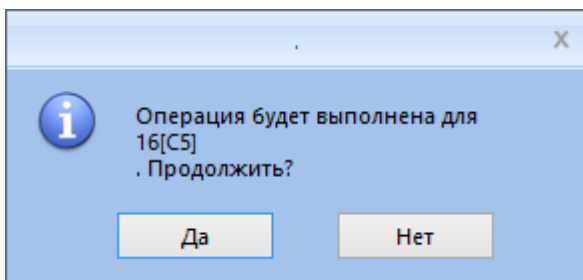 .
Операция будет выполнена для
16[C5]
. Продолжить?
Да
Нет